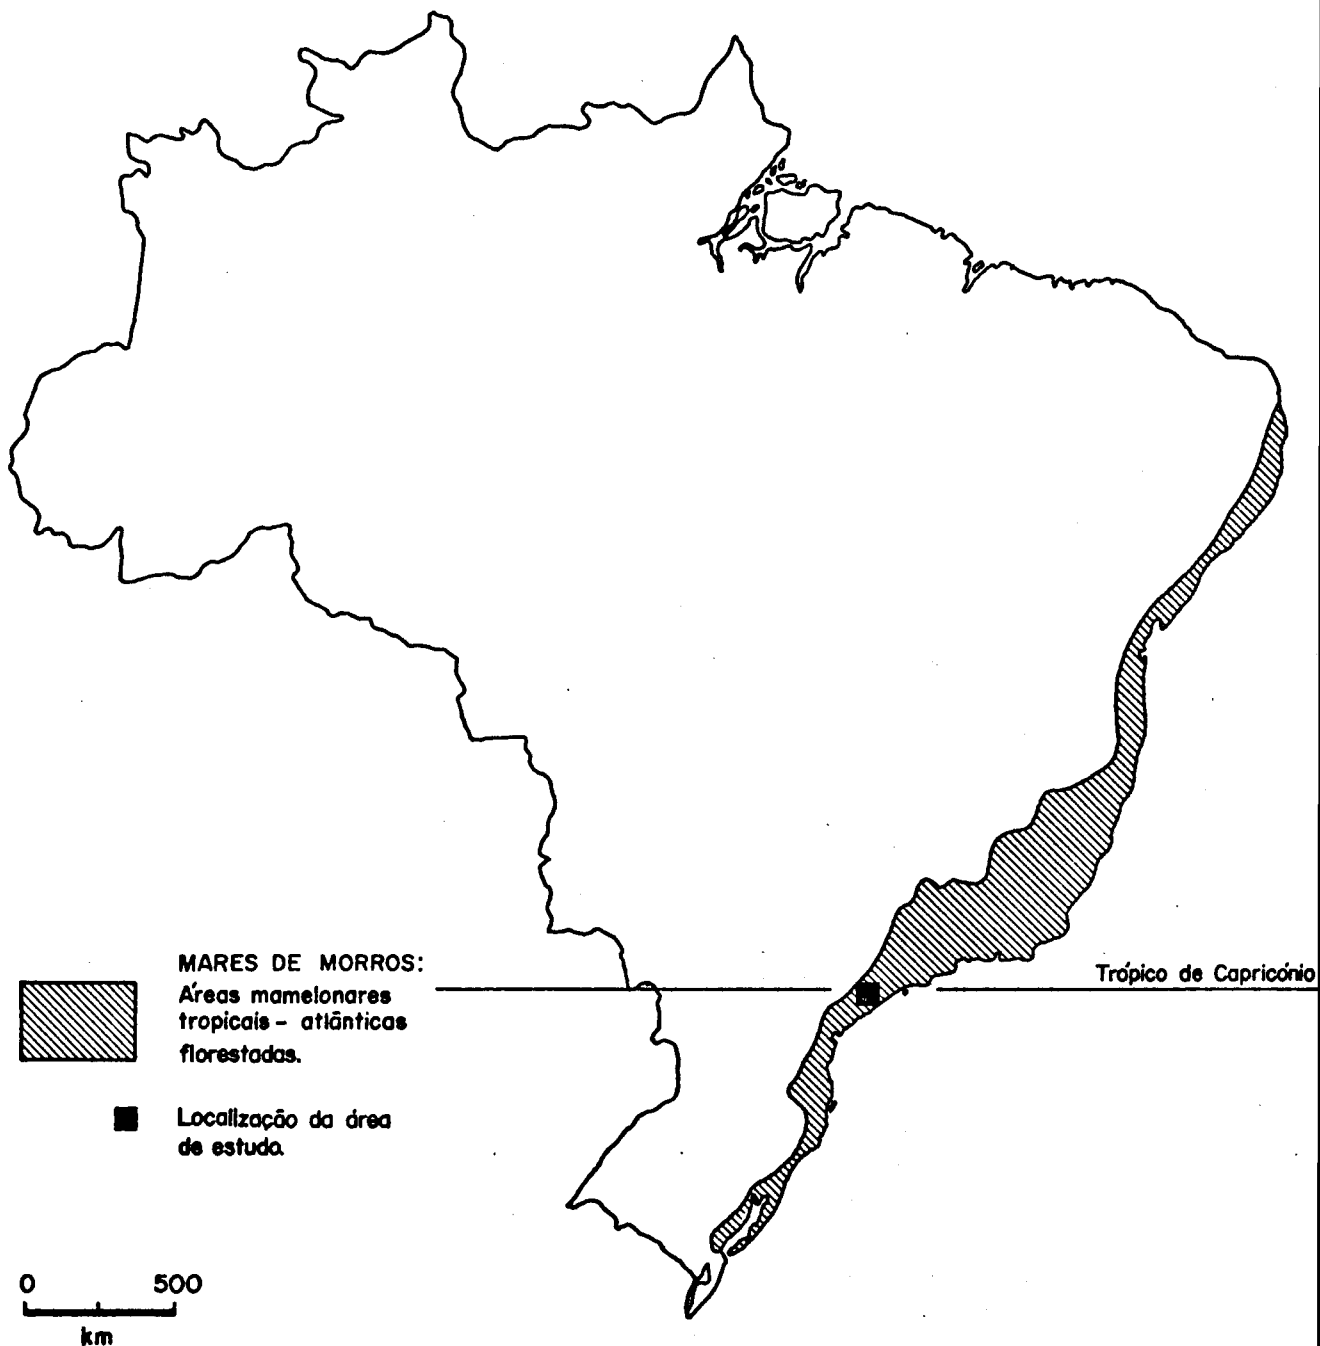 Trópico de Capricónio
MARES DE MORROS:
Áreas mamelonares
tropicais - atlânticas
florestadas.
Localização da área
de estudo.
0 500
km